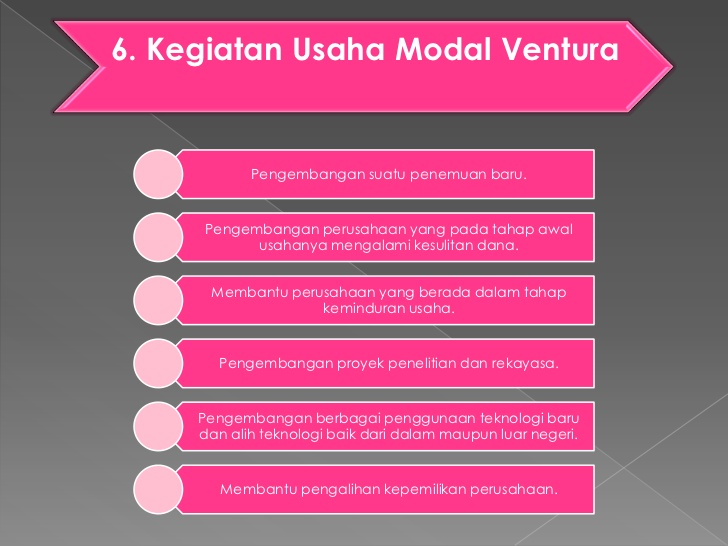 6. Kegiatan Usaha Modal Ventura
Pengembangan suatu penemuan baru.
Pengembangan perusahaan yang pada tahap awal
usahanya mengalami kesulitan dana.
Membantu perusahaan yang berada dalam tahap
keminduran usaha.
Pengembangan proyek penelitian dan rekayasa.
Pengembangan berbagai penggunaan teknologi baru
dan alih teknologi baik dari dalam maupun luar negeri.
Membantu pengalihan kepemilikan perusahaan.